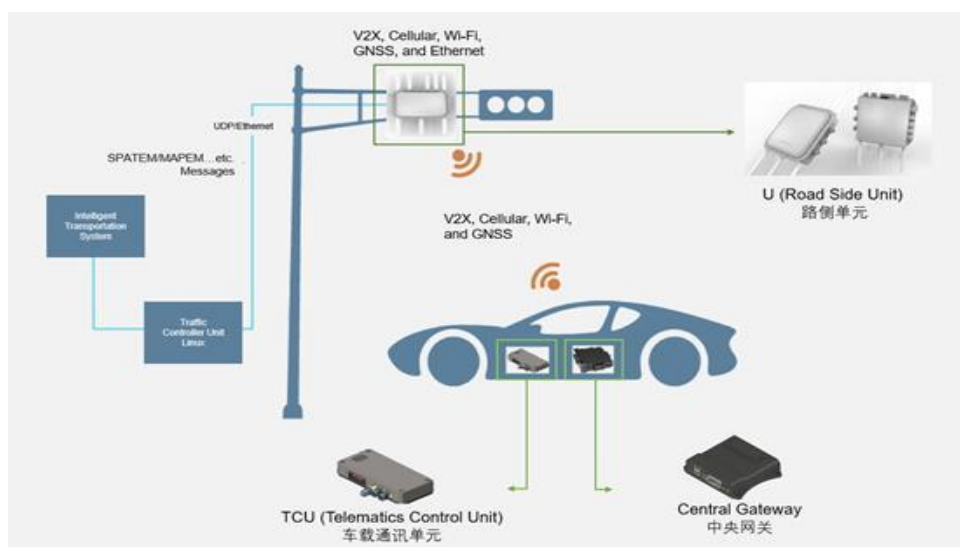 V2X, Cellular, Wi-Fi,
GNSS, and Ethernet
UDP/Ethernet
SPATEM/MAPEM...etc.
Messages
Intelligent
Transportation
System
Traffic
Controller Unit
Linux
U (Road Side Unit)
路侧单元
V2X, Cellular, Wi-Fi,
and GNSS
TCU (Telematics Control Unit)
车载通讯单元
Central Gateway
中央网关